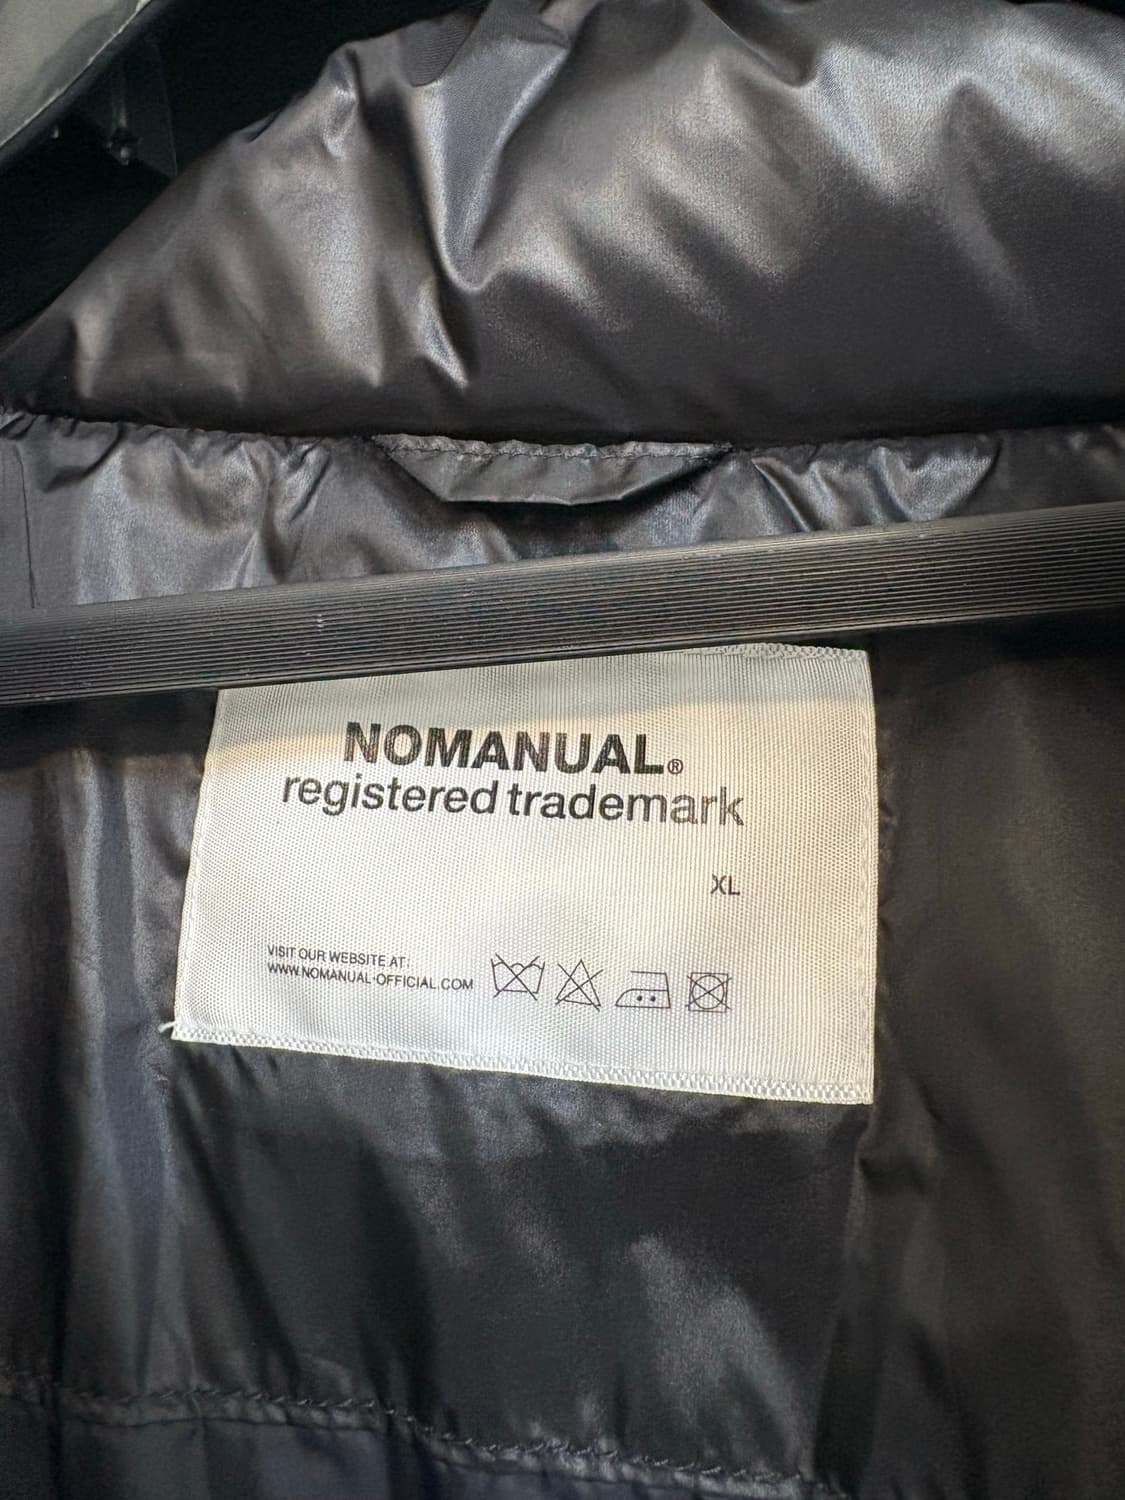 NOMANUAL®
registered trademark
XL
VISIT OUR WEBSITE AT:
WWW.NOMANUAL-OFFICIAL.COM